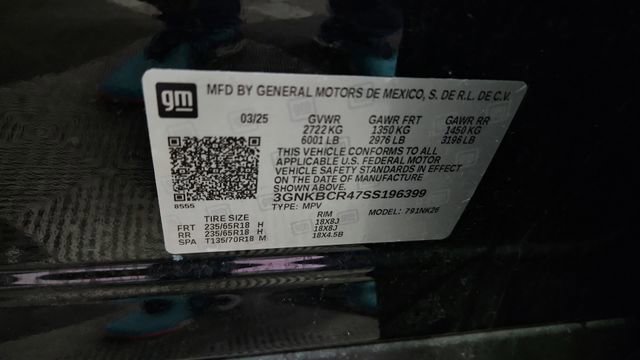 gm MFD BY GENERAL MOTORS DE MEXICO, S. DE R.L. DE C.V.
03/25 GVWR GAWR FRT GAWR RR
2722 KG 1350 KG 1450 KG
6001 LB 2976 LB 3196 LB
THIS VEHICLE CONFORMS TO ALL
APPLICABLE U.S. FEDERAL MOTOR
VEHICLE SAFETY STANDARDS IN EFFECT
ON THE DATE OF MANUFACTURE
SHOWN ABOVE.
3GNKBCR47SS196399
8555 TYPE: MPV MODEL: 791NK26
TIRE SIZE RIM
FRT 235/65R18 H 18X8J
RR 235/65R18 H 18X8J
SPA T135/70R18 M 18X4.5B